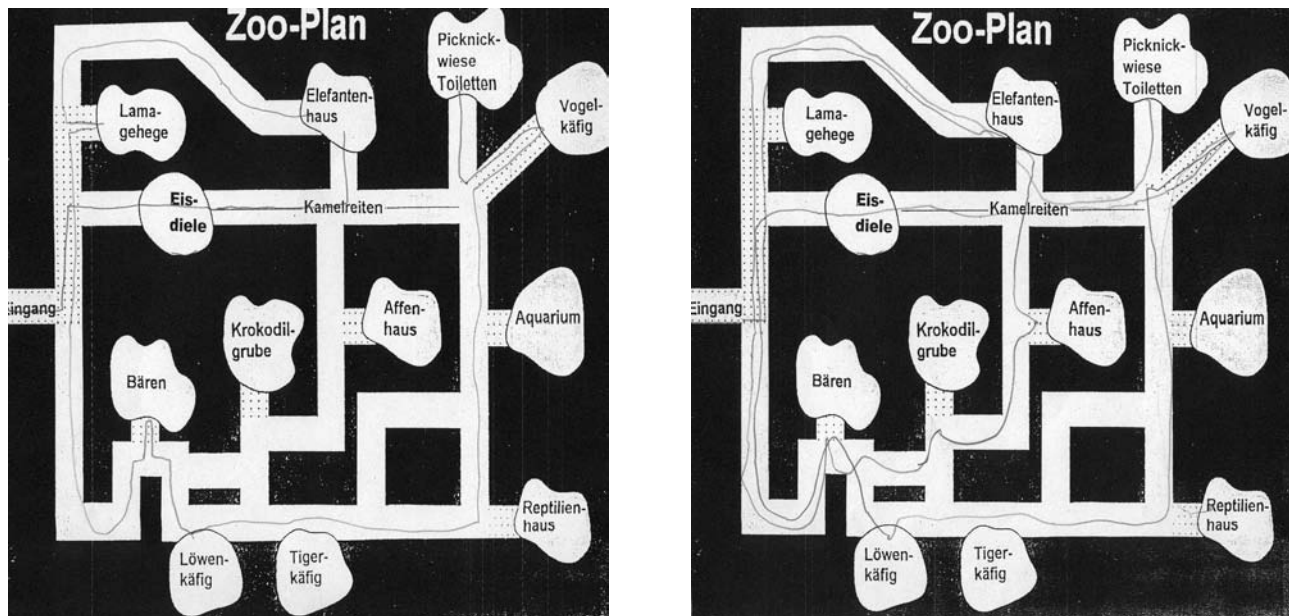 Zoo-Plan
Picknick-
wiese
Toiletten
Elefanten-
haus
Vogel-
käfig
Lama-
gehege
Eis-
diele
Kamelreiten
Eingang
Krokodil-
grube
Affen-
haus
Aquarium
Bären
Reptilien-
haus
Löwen-
käfig
Tiger-
käfig
Zoo-Plan
Picknick-
wiese
Toiletten
Elefanten-
haus
Vogel-
käfig
Lama-
gehege
Eis-
diele
Kamelreiten
Eingang
Krokodil-
grube
Affen-
haus
Aquarium
Bären
Reptilien-
haus
Löwen-
käfig
Tiger-
käfig